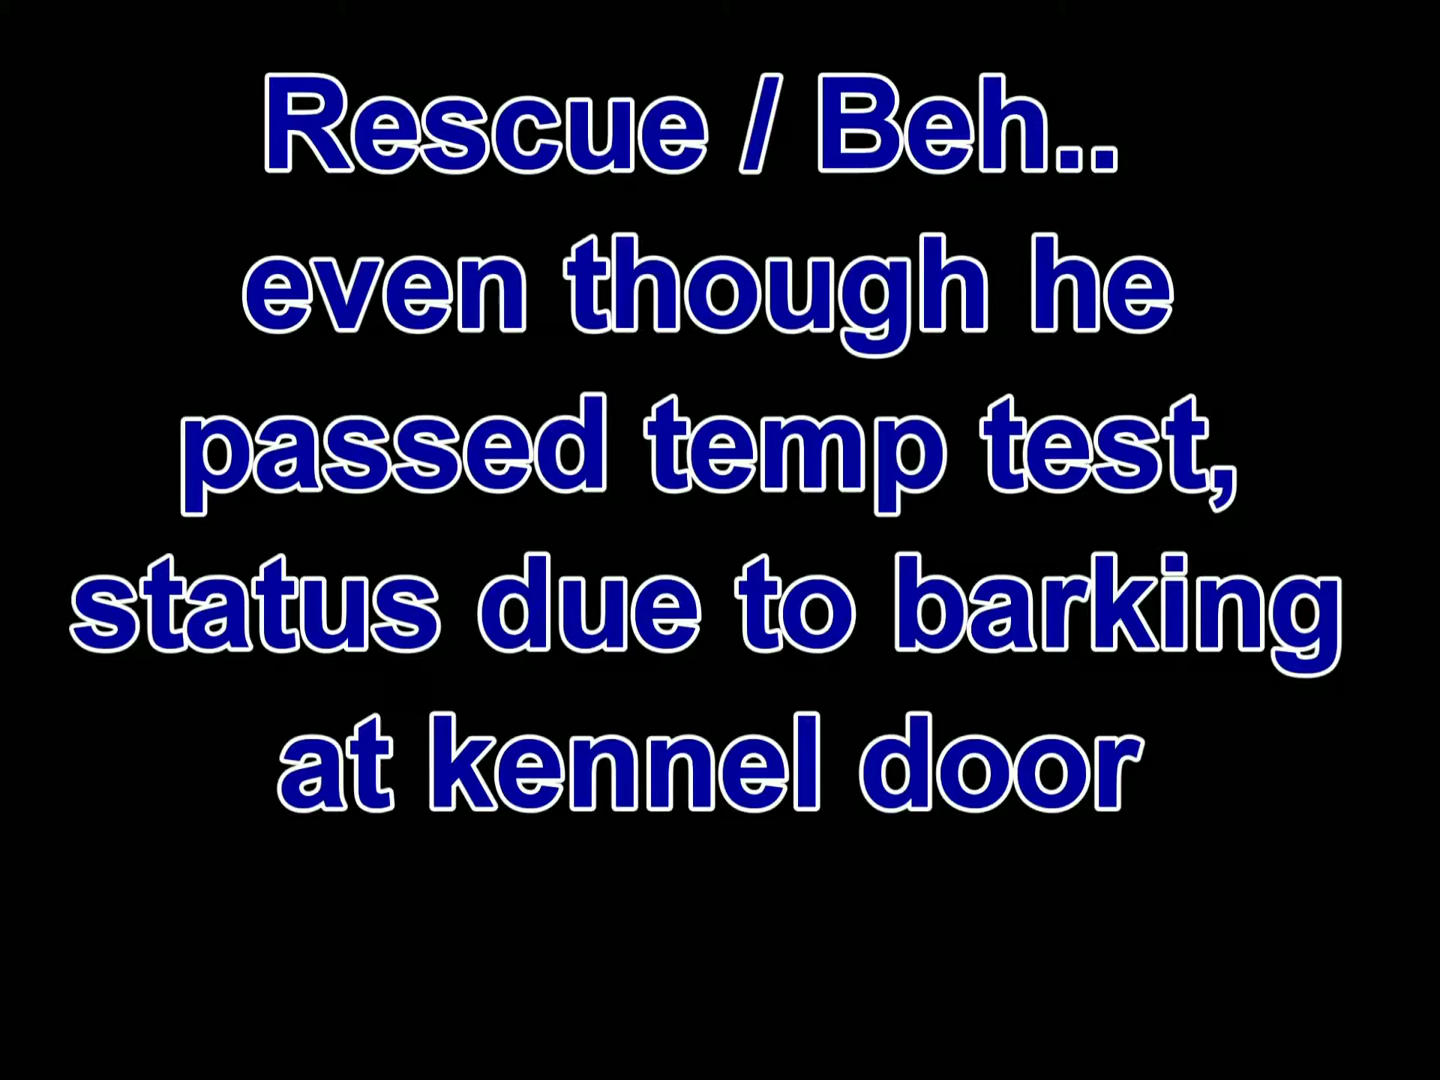 Rescue / Beh..
even though he
passed temp test,
status due to barking
at kennel door